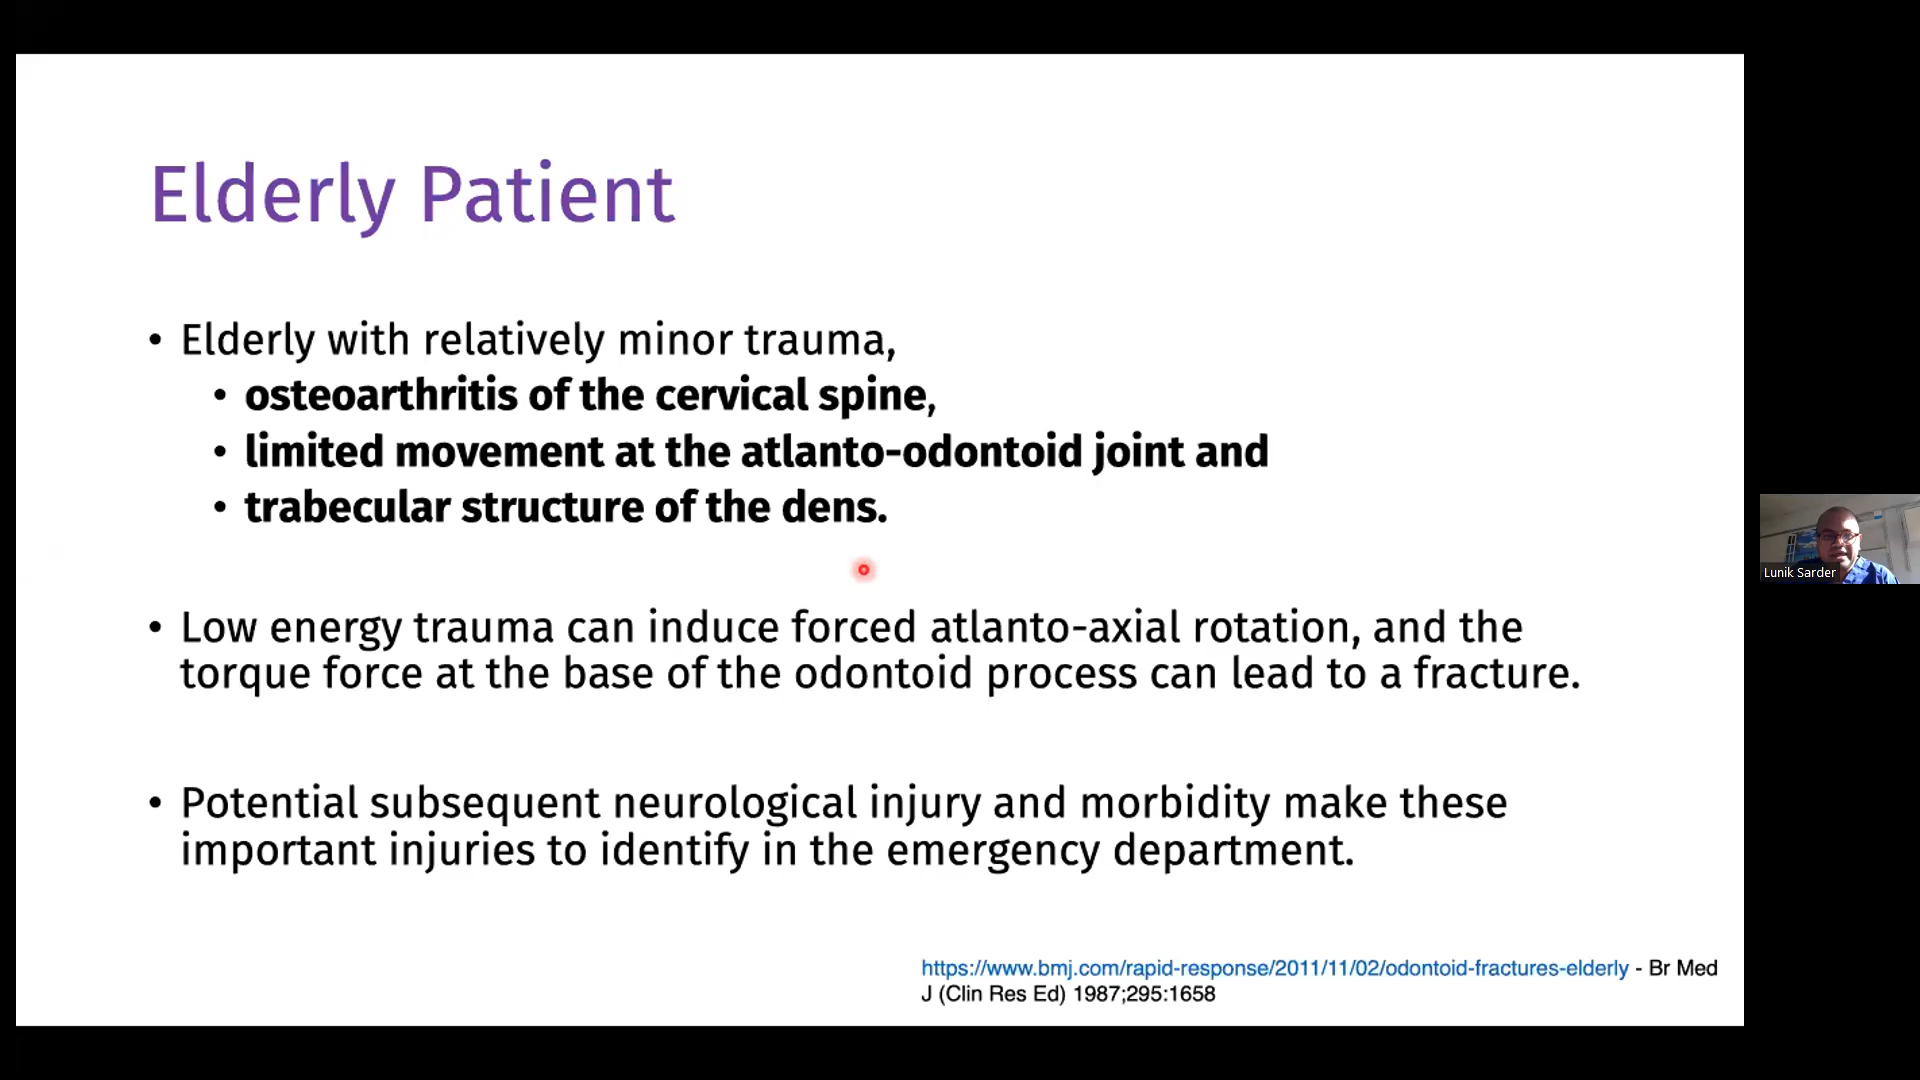 Elderly Patient
• Elderly with relatively minor trauma,
• osteoarthritis of the cervical spine,
• limited movement at the atlanto-odontoid joint and
• trabecular structure of the dens.
• Low energy trauma can induce forced atlanto-axial rotation, and the
torque force at the base of the odontoid process can lead to a fracture.
• Potential subsequent neurological injury and morbidity make these
important injuries to identify in the emergency department.
https://www.bmj.com/rapid-response/2011/11/02/odontoid-fractures-elderly - Br Med
J (Clin Res Ed) 1987;295:1658
Lunik Sarder